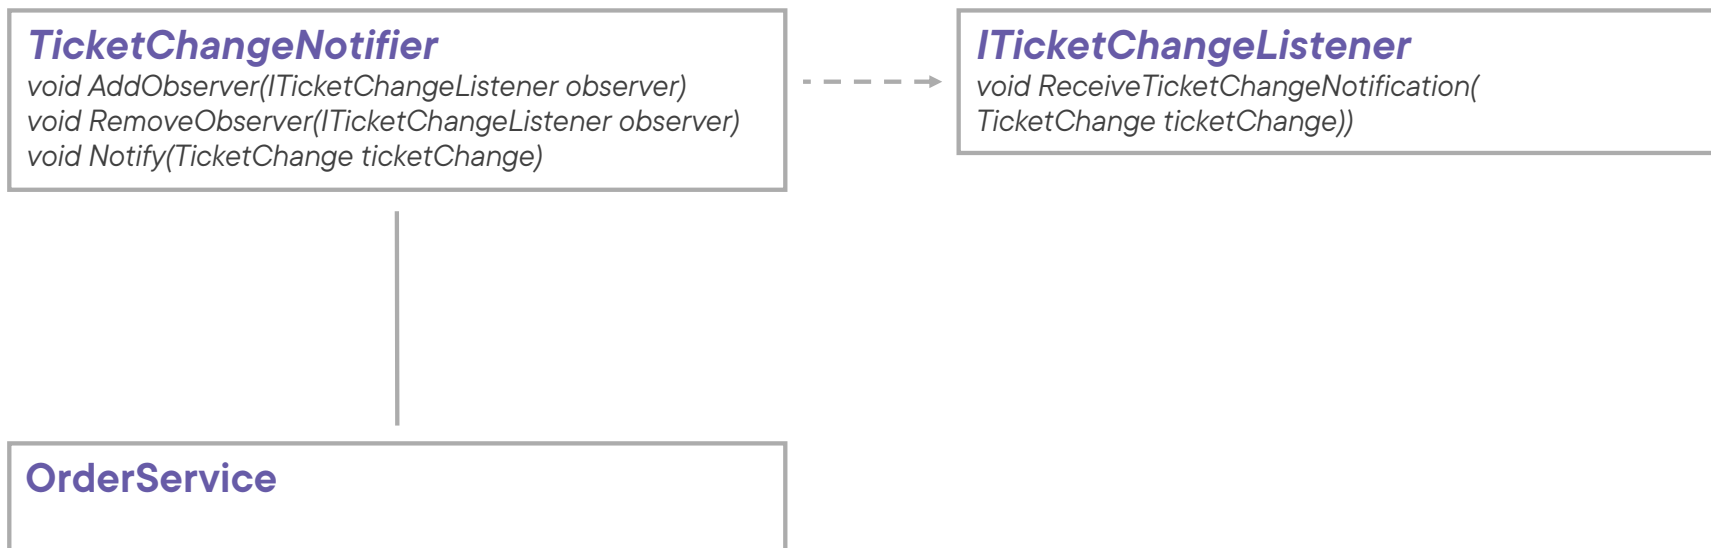 TicketChangeNotifier
void AddObserver(ITicketChangeListener observer)
void RemoveObserver(ITicketChangeListener observer)
void Notify(TicketChange ticketChange)
ITicketChangeListener
void ReceiveTicketChangeNotification(
TicketChange ticketChange))
OrderService